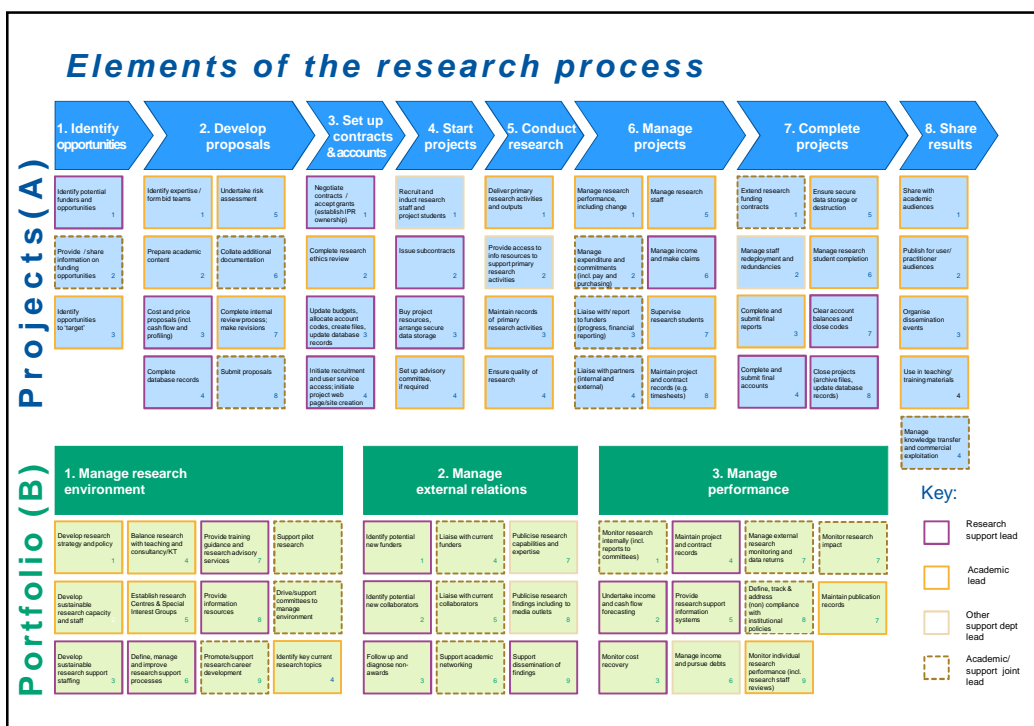 Elements of the research process
Projects(A)
1. Identify
opportunities
2. Develop
proposals
3. Set up
contracts
& accounts
4. Start
projects
5. Conduct
research
6. Manage
projects
7. Complete
projects
8. Share
results
Identify potential
funders and
opportunities
1
Identify expertise /
form bid teams
1
Undertake risk
assessment
5
Negotiate
contracts /
accept grants
(establish IPR
ownership)
1
Recruit and
induct research
staff and
project students
1
Deliver primary
research activities
and outputs
1
Manage research
performance,
including change
1
Manage research
staff
5
Extend research
funding
contracts
1
Ensure secure
data storage or
destruction
5
Share with
academic
audiences
1
Provide / share
information on
funding
opportunities
2
Prepare academic
content
2
Collate additional
documentation
6
Complete research
ethics review
2
Issue subcontracts
2
Provide access to
info resources to
support primary
research
activities
2
Manage
expenditure and
commitments
(incl. pay and
purchasing)
2
Manage income
and make claims
6
Manage staff
redeployment and
redundancies
2
Manage research
student completion
6
Publish for user/
practitioner
audiences
2
Identify
opportunities
to 'target'
3
Cost and price
proposals (incl.
cash flow and
profiling)
3
Complete internal
review process;
make revisions
7
Update budgets,
allocate account
codes, create files,
update database
records
3
Buy project
resources,
arrange secure
data storage
3
Maintain records
of primary
research activities
3
Liaise with/ report
to funders
(progress, financial
reporting)
3
Supervise
research students
7
Complete and
submit final
reports
3
Clear account
balances and
close codes
7
Organise
dissemination
events
3
Complete
database records
4
Submit proposals
8
Initiate recruitment
and user service
access; initiate
project web
page/site creation
4
Set up advisory
committee,
if required
4
Ensure quality of
research
4
Liaise with partners
(internal and
external)
4
Maintain project
and contract
records (e.g.
timesheets)
8
Complete and
submit final
accounts
4
Close projects
(archive files,
update database
records)
8
Use in teaching/
training materials
4
Manage
knowledge transfer
and commercial
exploitation
4
Portfolio (B)
1. Manage research
environment
2. Manage
external relations
3. Manage
performance
Develop research
strategy and policy
1
Balance research
with teaching and
consultancy/KT
4
Provide training
guidance and
research advisory
services
7
Support pilot
research
Identify potential
new funders
1
Liaise with current
funders
4
Publicise research
capabilities and
expertise
7
Monitor research
internally (incl.
reports to
committees)
1
Maintain project
and contract
records
4
Manage external
research
monitoring and
data returns
7
Monitor research
impact
7
Develop
sustainable
research capacity
and staff
1
Establish research
Centres & Special
Interest Groups
5
Provide
information
resources
8
Drive/support
committees to
manage
environment
Identify potential
new collaborators
2
Liaise with current
collaborators
5
Publicise research
findings including to
media outlets
8
Undertake income
and cash flow
forecasting
2
Provide
research support
information
systems
5
Define, track &
address
(non) compliance
with
institutional
policies
8
Maintain publication
records
7
Develop
sustainable
research support
staffing
3
Define, manage
and improve
research support
processes
6
Promote/support
research career
development
9
Identify key current
research topics
4
Follow up and
diagnose non-
awards
3
Support academic
networking
6
Support
dissemination of
findings
9
Monitor cost
recovery
3
Manage income
and pursue debts
6
Monitor individual
research
performance (incl.
research staff
reviews)
9
Key:
Research
support lead
Academic
lead
Other
support dept
lead
Academic/
support joint
lead